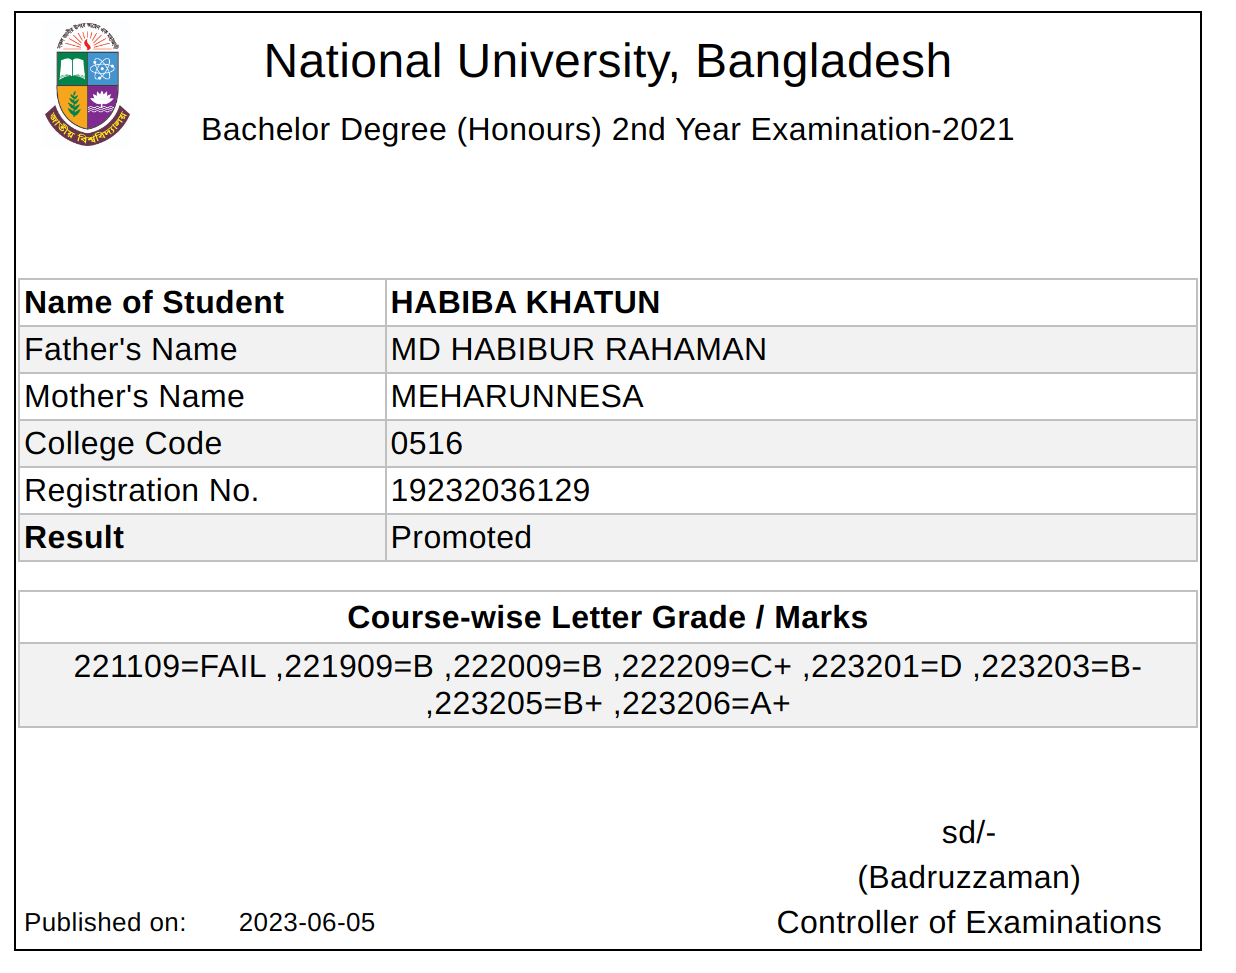 National University, Bangladesh
Bachelor Degree (Honours) 2nd Year Examination-2021
জাতীয় বিশ্ববিদ্যালয়
Name of Student HABIBA KHATUN
Father's Name MD HABIBUR RAHAMAN
Mother's Name MEHARUNNESA
College Code 0516
Registration No. 19232036129
Result Promoted
Course-wise Letter Grade / Marks
221109=FAIL ,221909=B ,222009=B ,222209=C+ ,223201=D ,223203=B-
,223205=B+ ,223206=A+
sd/-
(Badruzzaman)
Published on: 2023-06-05 Controller of Examinations